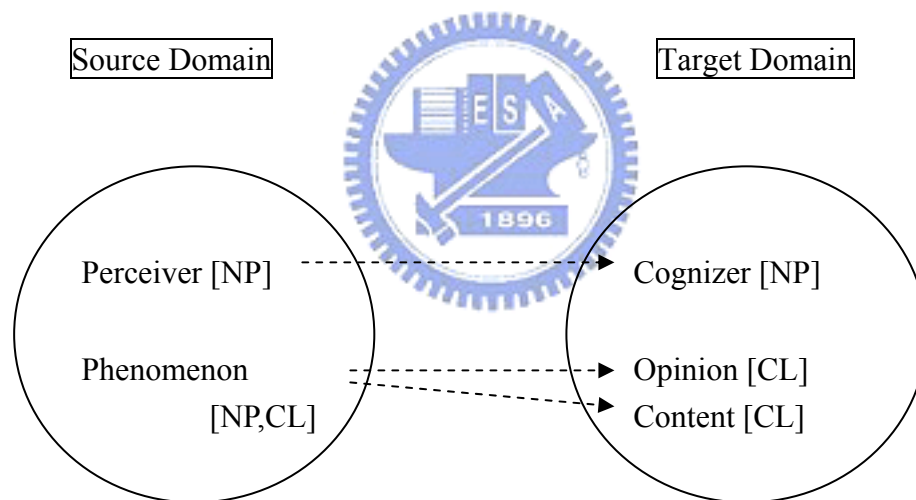 Source Domain
Target Domain
E S A
1896
Perceiver [NP]
Cognizer [NP]
Phenomenon
[NP,CL]
Opinion [CL]
Content [CL]